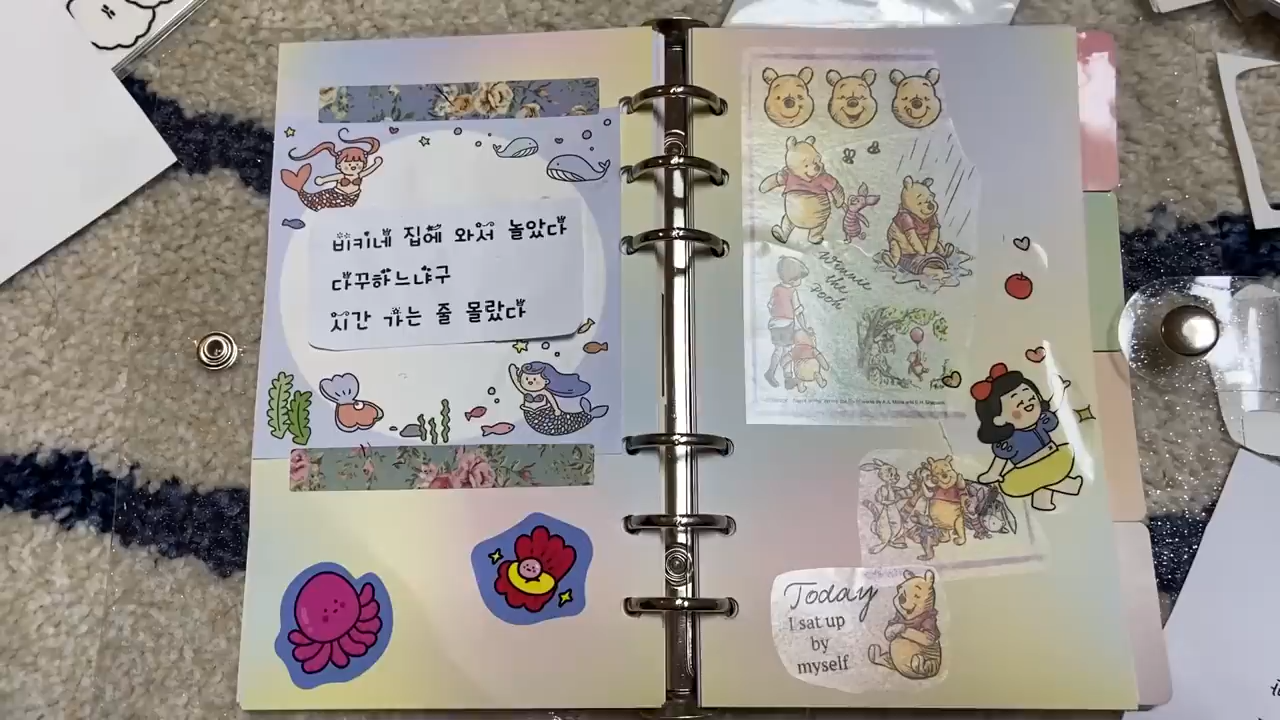 비키네 집에 와서 놀았다
다꾸하느냐구
시간 가는 줄 몰랐다
Winnie
the
Pooh
Today
I sat up
by
myself